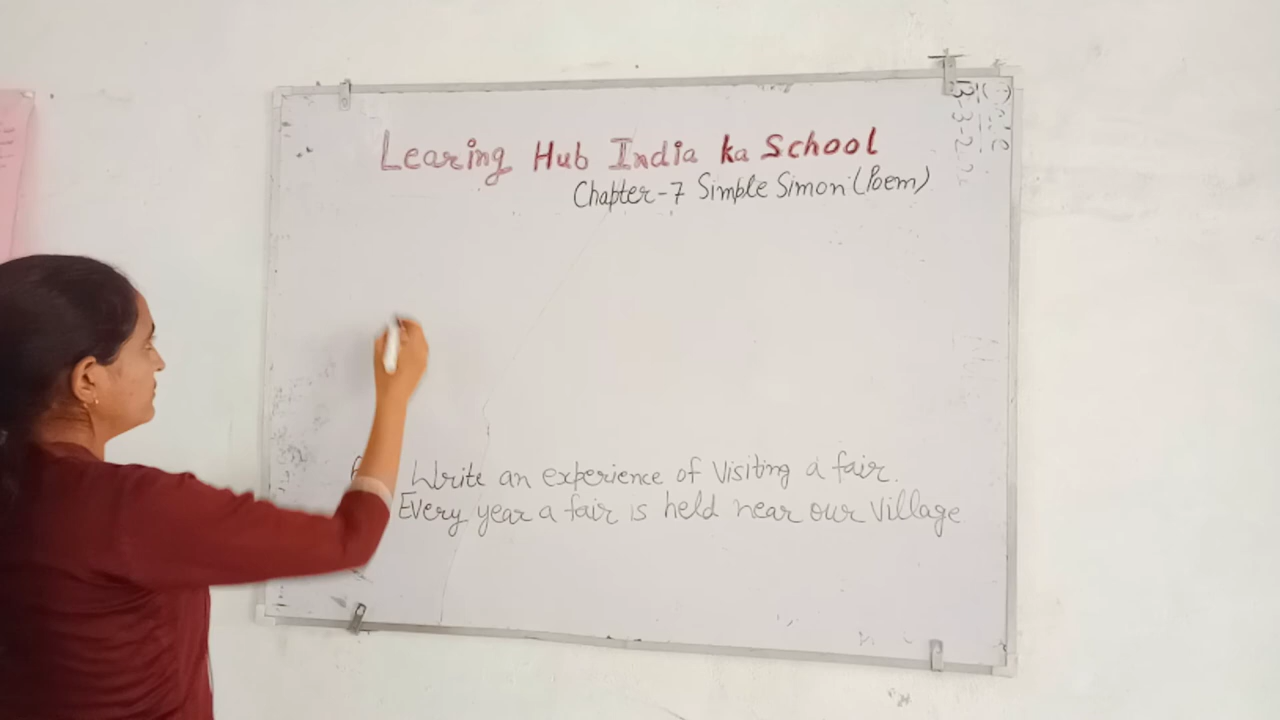 Learing Hub India ka School
Chapter-7 Simple Simon (Poem)
Write an experience of visiting a fair.
Every year a fair is held near our village